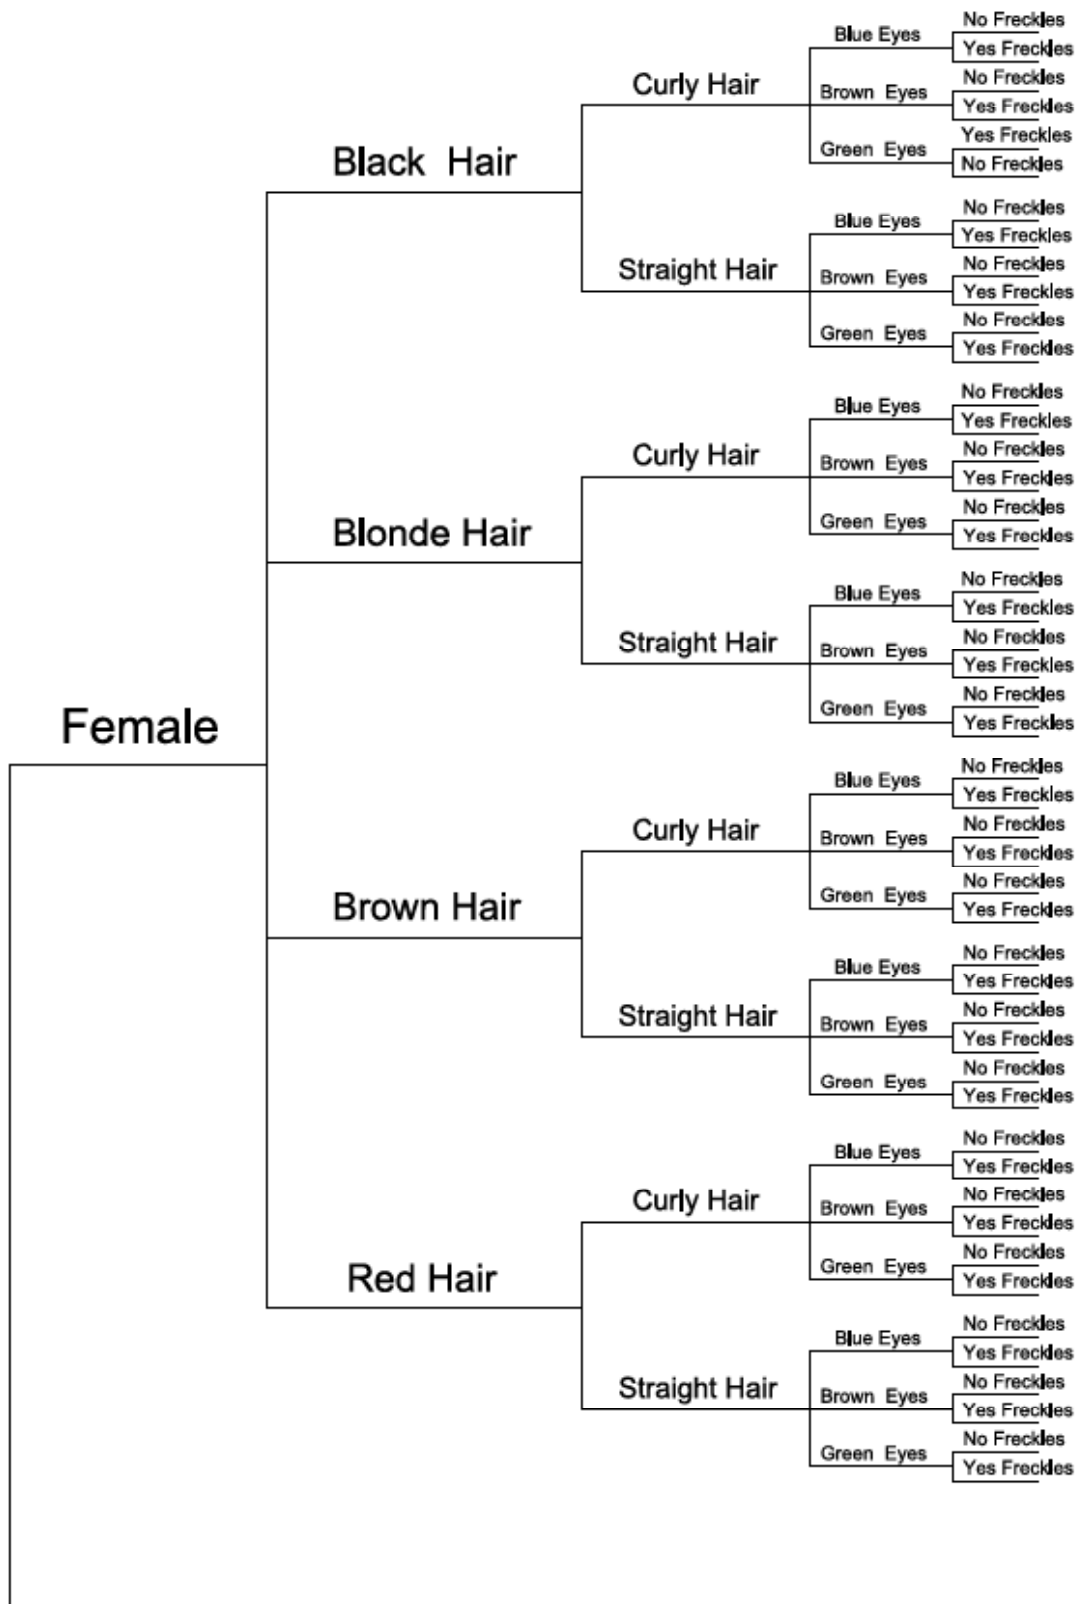 No Freckles
Blue Eyes
Yes Freckles
No Freckles
Curly Hair
Brown Eyes
Yes Freckles
Yes Freckles
Green Eyes
No Freckles
Black Hair
No Freckles
Blue Eyes
Yes Freckles
No Freckles
Straight Hair
Brown Eyes
Yes Freckles
No Freckles
Green Eyes
Yes Freckles
No Freckles
Blue Eyes
Yes Freckles
No Freckles
Curly Hair
Brown Eyes
Yes Freckles
No Freckles
Green Eyes
Yes Freckles
Blonde Hair
No Freckles
Blue Eyes
Yes Freckles
No Freckles
Straight Hair
Brown Eyes
Yes Freckles
No Freckles
Green Eyes
Yes Freckles
Female
No Freckles
Blue Eyes
Yes Freckles
No Freckles
Curly Hair
Brown Eyes
Yes Freckles
No Freckles
Green Eyes
Yes Freckles
Brown Hair
No Freckles
Blue Eyes
Yes Freckles
No Freckles
Straight Hair
Brown Eyes
Yes Freckles
No Freckles
Green Eyes
Yes Freckles
No Freckles
Blue Eyes
Yes Freckles
No Freckles
Curly Hair
Brown Eyes
Yes Freckles
No Freckles
Green Eyes
Yes Freckles
Red Hair
No Freckles
Blue Eyes
Yes Freckles
No Freckles
Straight Hair
Brown Eyes
Yes Freckles
No Freckles
Green Eyes
Yes Freckles